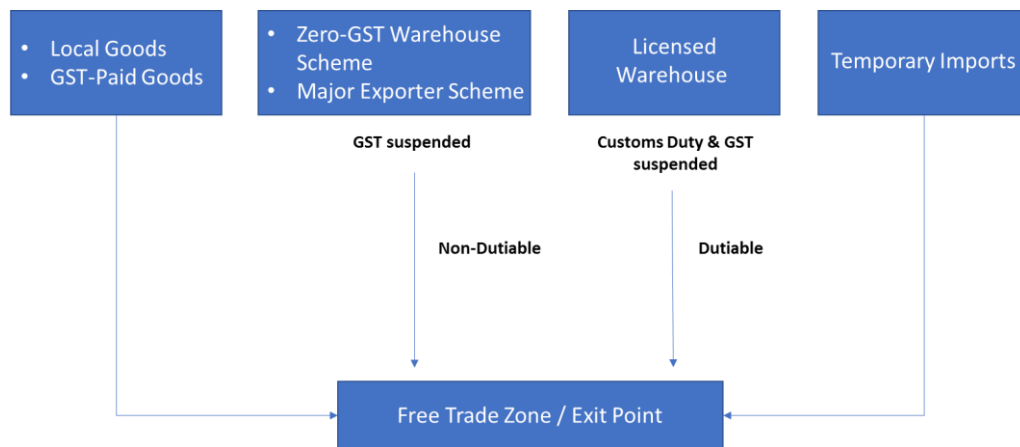 • Local Goods
• GST-Paid Goods
• Zero-GST Warehouse
Scheme
• Major Exporter Scheme
Licensed
Warehouse
Temporary Imports
GST suspended
Customs Duty & GST
suspended
Non-Dutiable
Dutiable
Free Trade Zone / Exit Point